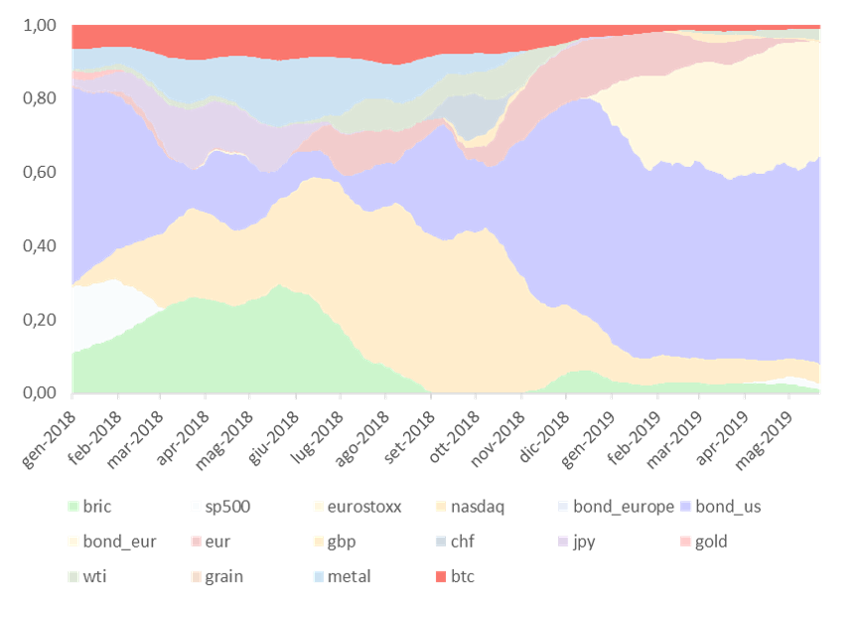 1,00
0,80
0,60
0,40
0,20
0,00
gen-2018
feb-2018
mar-2018
apr-2018
mag-2018
giu-2018
lug-2018
ago-2018
set-2018
ott-2018
nov-2018
dic-2018
gen-2019
feb-2019
mar-2019
apr-2019
mag-2019
bric sp500 eurostoxx nasdaq bond_europe bond_us
bond_eur eur gbp chf jpy gold
wti grain metal btc